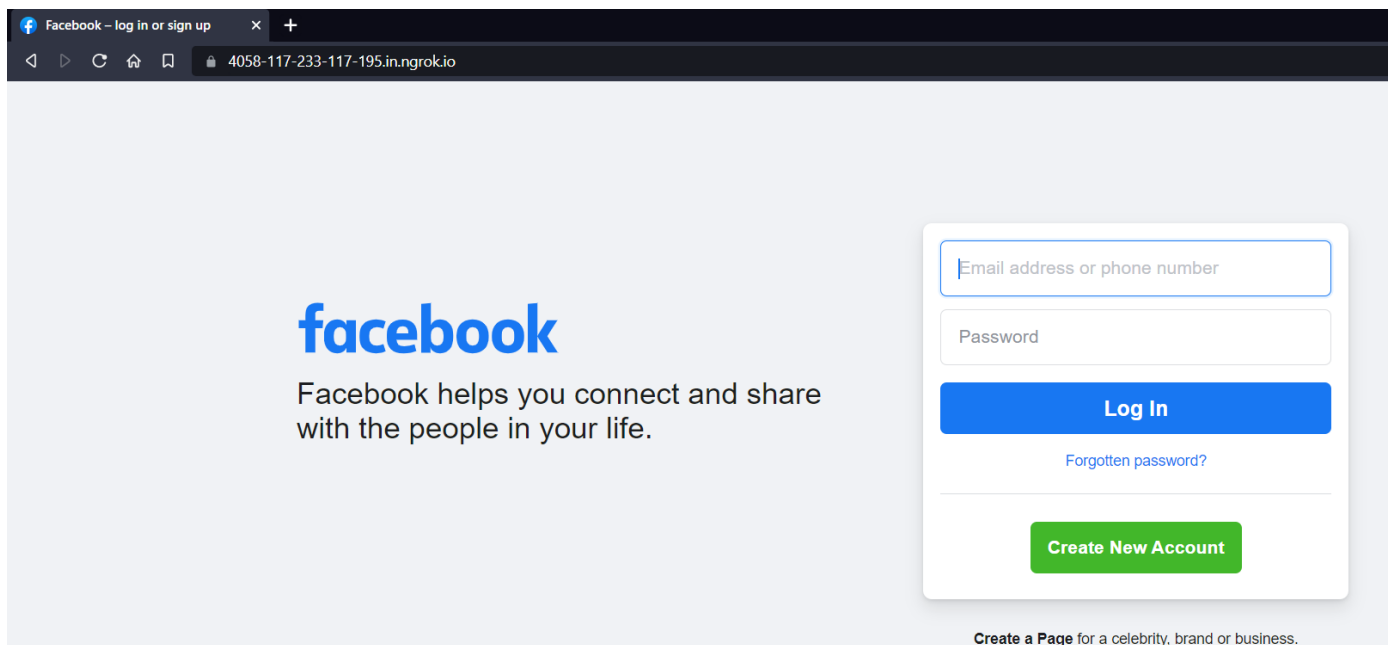 Facebook – log in or sign up
4058-117-233-117-195.in.ngrok.io
facebook
Facebook helps you connect and share
with the people in your life.
Email address or phone number
Password
Log In
Forgotten password?
Create New Account
Create a Page for a celebrity, brand or business.